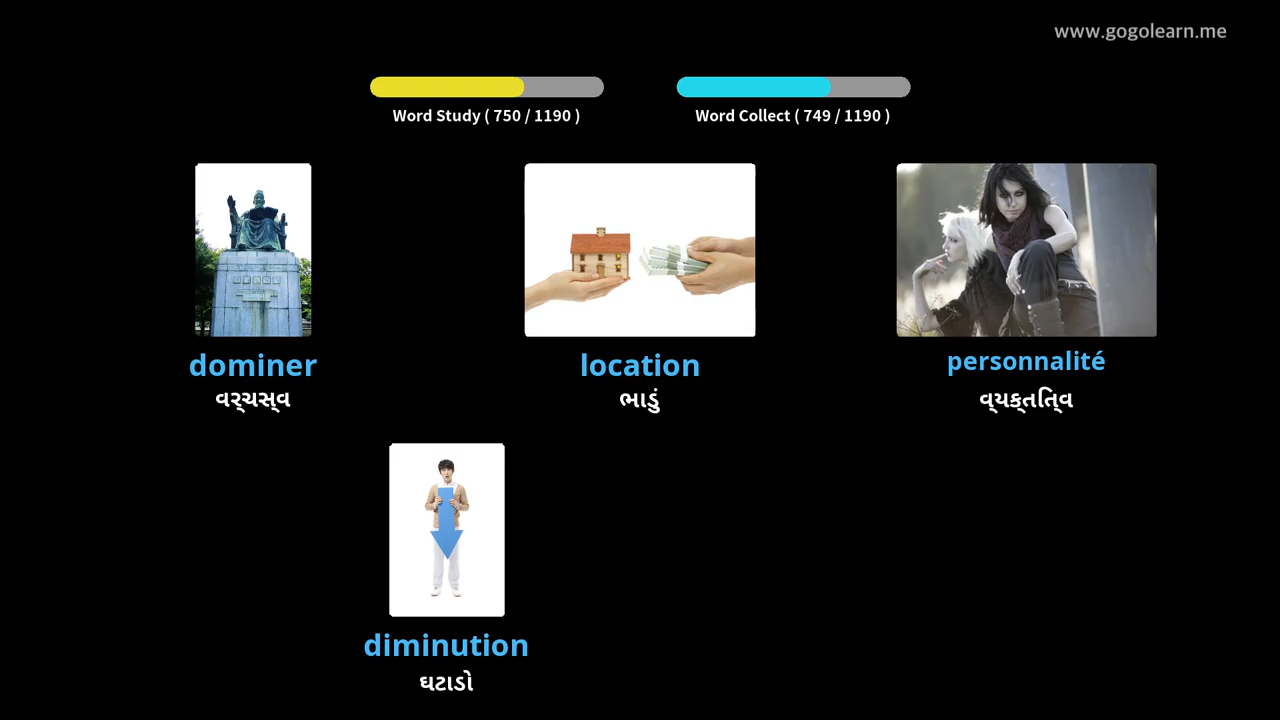 www.gogolearn.me
Word Study ( 750 / 1190 )
Word Collect ( 749 / 1190 )
dominer
વર્ચસ્વ
location
ભાડું
personnalité
વ્યક્તિત્વ
diminution
ઘટાડો